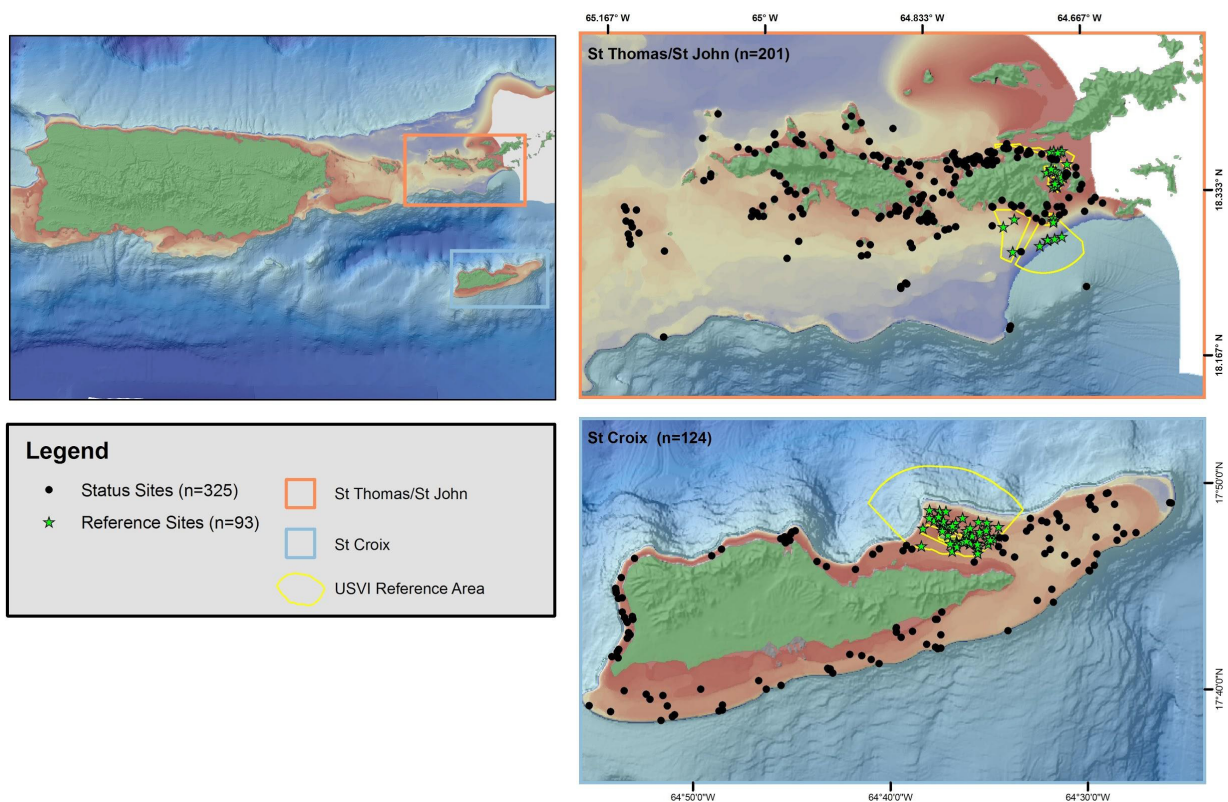 65.167° W
65° W
64.833° W
64.667° W
St Thomas/St John (n=201)
18.333° N
18.167° N
Legend
Status Sites (n=325)
Reference Sites (n=93)
St Thomas/St John
St Croix
USVI Reference Area
St Croix (n=124)
17°50'0"N
17°40'0"N
64°50'0"W
64°40'0"W
64°30'0"W